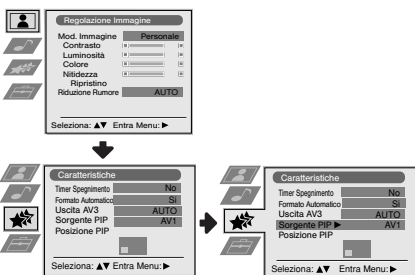 Regolazione Immagine
Mod. Immagine Personale
Contrasto
Luminosità
Colore
Nitidezza
Ripristino
Riduzione Rumore AUTO
Seleziona: ▲▼ Entra Menu: ►
Caratteristiche
Timer Spegnimento No
Formato Automatico Si
Uscita AV3 AUTO
Sorgente PIP AV1
Posizione PIP
Seleziona: ▲▼ Entra Menu: ►
Caratteristiche
Timer Spegnimento No
Formato Automatico Si
Uscita AV3 AUTO
Sorgente PIP ► AV1
Posizione PIP
Seleziona: ▲▼ Entra Menu: ►